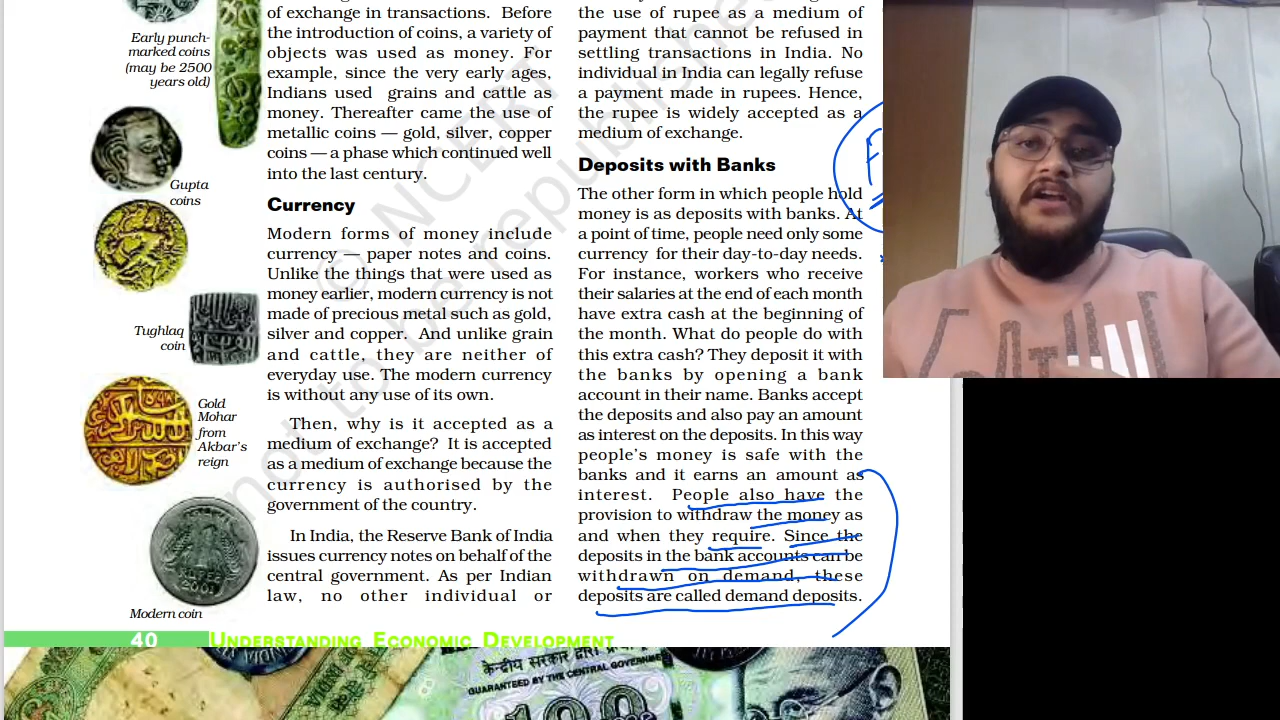 Early punch-
marked coins
(may be 2500
years old)
Gupta
coins
Tughlaq
coin
Gold
Mohar
from
Akbar's
reign
Modern coin
of exchange in transactions. Before
the introduction of coins, a variety of
objects was used as money. For
example, since the very early ages,
Indians used grains and cattle as
money. Thereafter came the use of
metallic coins — gold, silver, copper
coins — a phase which continued well
into the last century.
Currency
Modern forms of money include
currency — paper notes and coins.
Unlike the things that were used as
money earlier, modern currency is not
made of precious metal such as gold,
silver and copper. And unlike grain
and cattle, they are neither of
everyday use. The modern currency
is without any use of its own.
Then, why is it accepted as a
medium of exchange? It is accepted
as a medium of exchange because the
currency is authorised by the
government of the country.
In India, the Reserve Bank of India
issues currency notes on behalf of the
central government. As per Indian
law, no other individual or
the use of rupee as a medium of
payment that cannot be refused in
settling transactions in India. No
individual in India can legally refuse
a payment made in rupees. Hence,
the rupee is widely accepted as a
medium of exchange.
Deposits with Banks
The other form in which people hold
money is as deposits with banks. At
a point of time, people need only some
currency for their day-to-day needs.
For instance, workers who receive
their salaries at the end of each month
have extra cash at the beginning of
the month. What do people do with
this extra cash? They deposit it with
the banks by opening a bank
account in their name. Banks accept
the deposits and also pay an amount
as interest on the deposits. In this way
people's money is safe with the
banks and it earns an amount as
interest. People also have the
provision to withdraw the money as
and when they require. Since the
deposits in the bank accounts can be
withdrawn on demand, these
deposits are called demand deposits.
© NCERT
not to be republished
40 UNDERSTANDING ECONOMIC DEVELOPMENT
केन्द्रीय सरकार द्वारा
GUARANTEED BY THE CENTRAL GOVERNMENT
100
2001